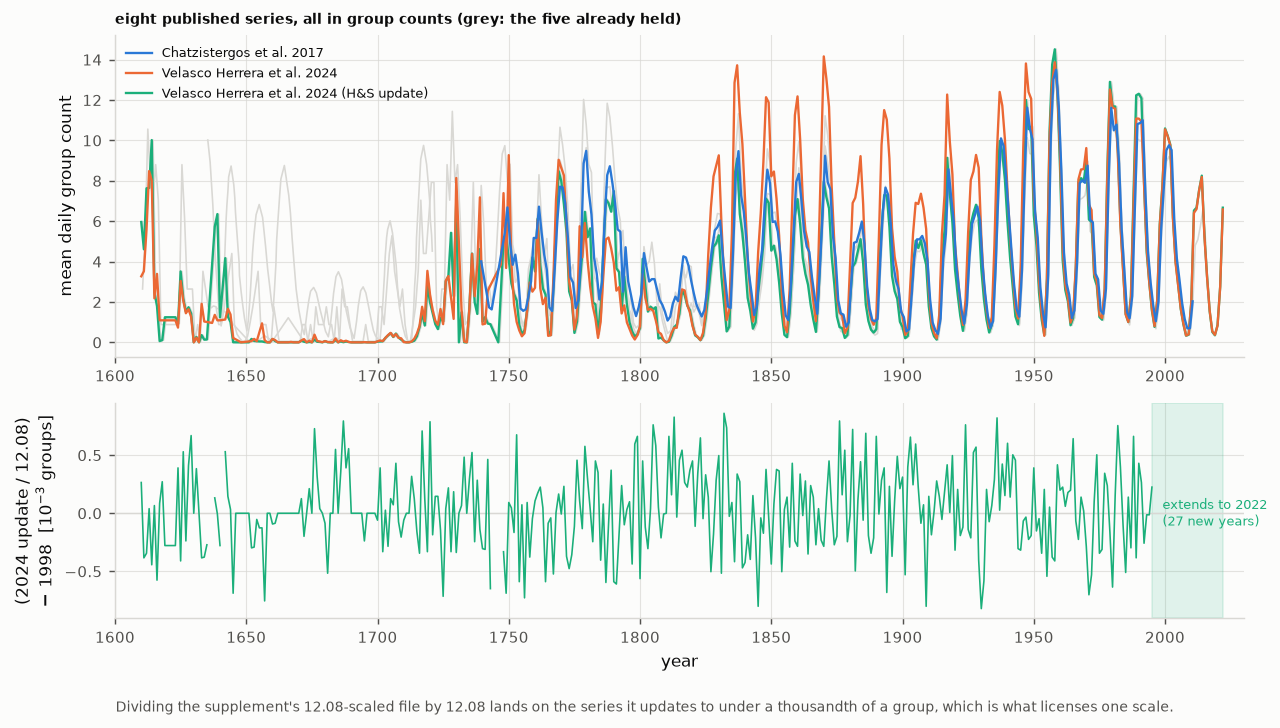 eight published series, all in group counts (grey: the five already held)
Chatzistergos et al. 2017
Velasco Herrera et al. 2024
Velasco Herrera et al. 2024 (H&S update)
mean daily group count
14
12
10
8
6
4
2
0
1600 1650 1700 1750 1800 1850 1900 1950 2000
(2024 update / 12.08)
− 1998 [10⁻³ groups]
0.5
0.0
−0.5
extends to 2022
(27 new years)
1600 1650 1700 1750 1800 1850 1900 1950 2000
year
Dividing the supplement's 12.08-scaled file by 12.08 lands on the series it updates to under a thousandth of a group, which is what licenses one scale.